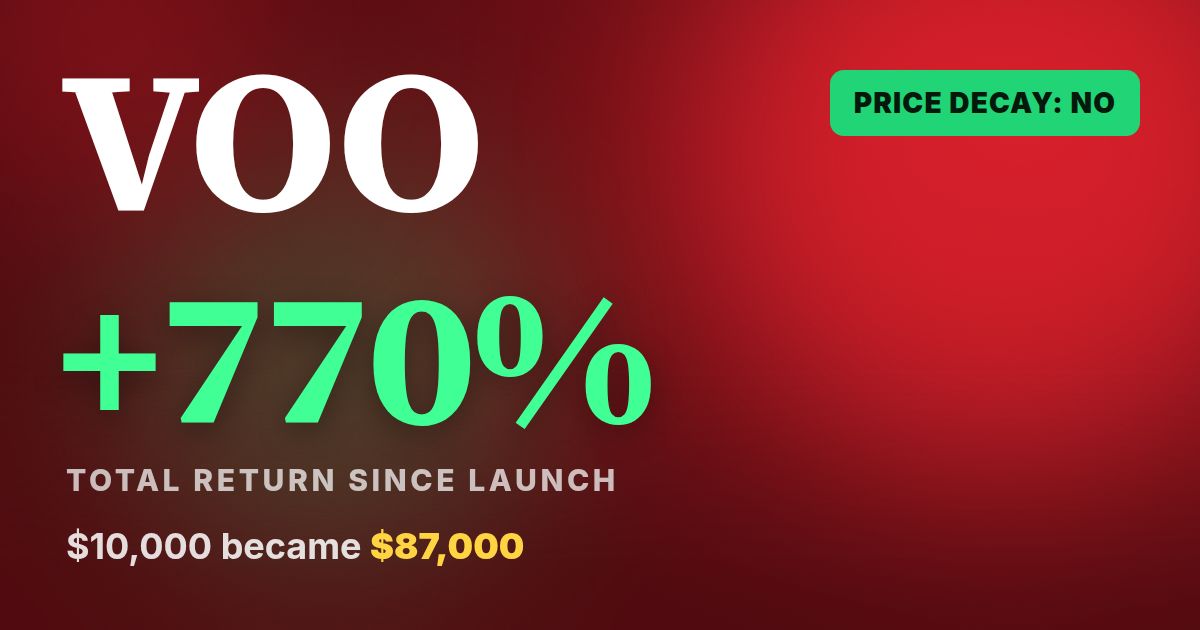 VOO
PRICE DECAY: NO
+770%
TOTAL RETURN SINCE LAUNCH
$10,000 became $87,000